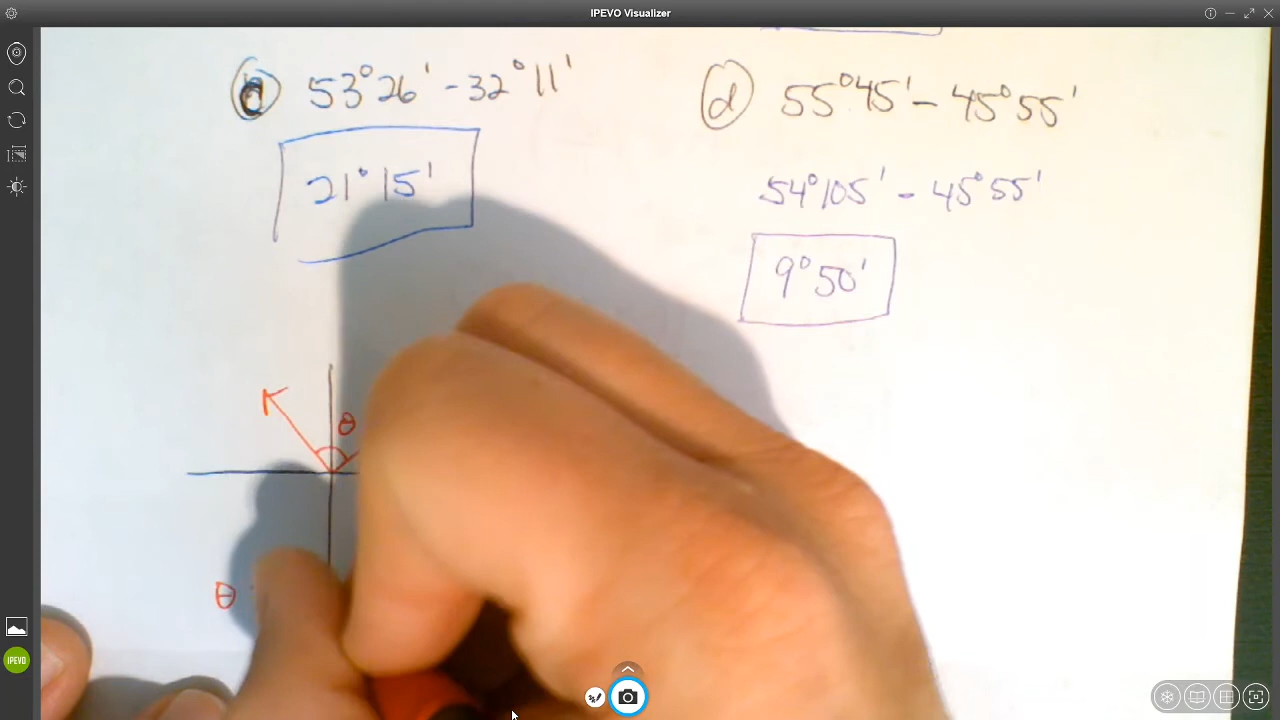 IPEVO Visualizer
c 53°26' - 32°11'
21°15'
d 55°45' - 45°55'
54°105' - 45°55'
9°50'
θ
θ
IPEVO